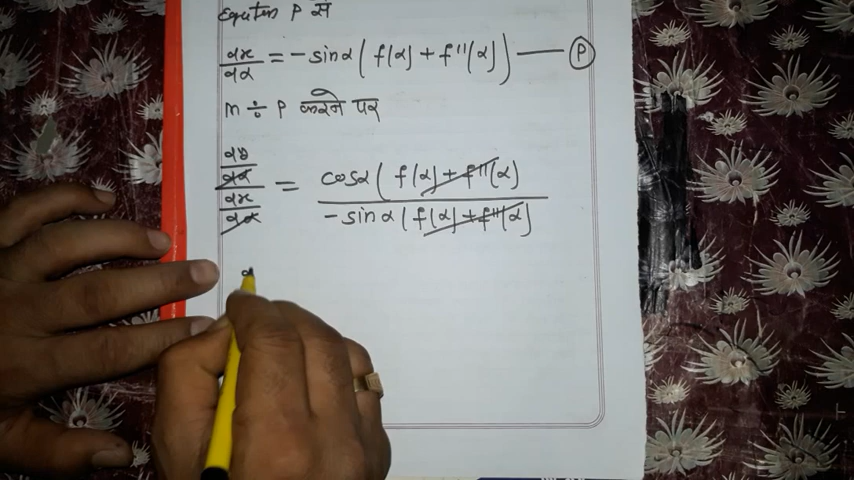 Equation P से
dx/dα = -sinα ( f(α) + f''(α) ) — P
m ÷ P करने पर
dy/dα / dx/dα = cosα ( f(α) + f''(α) / -sinα ( f(α) + f''(α)
d